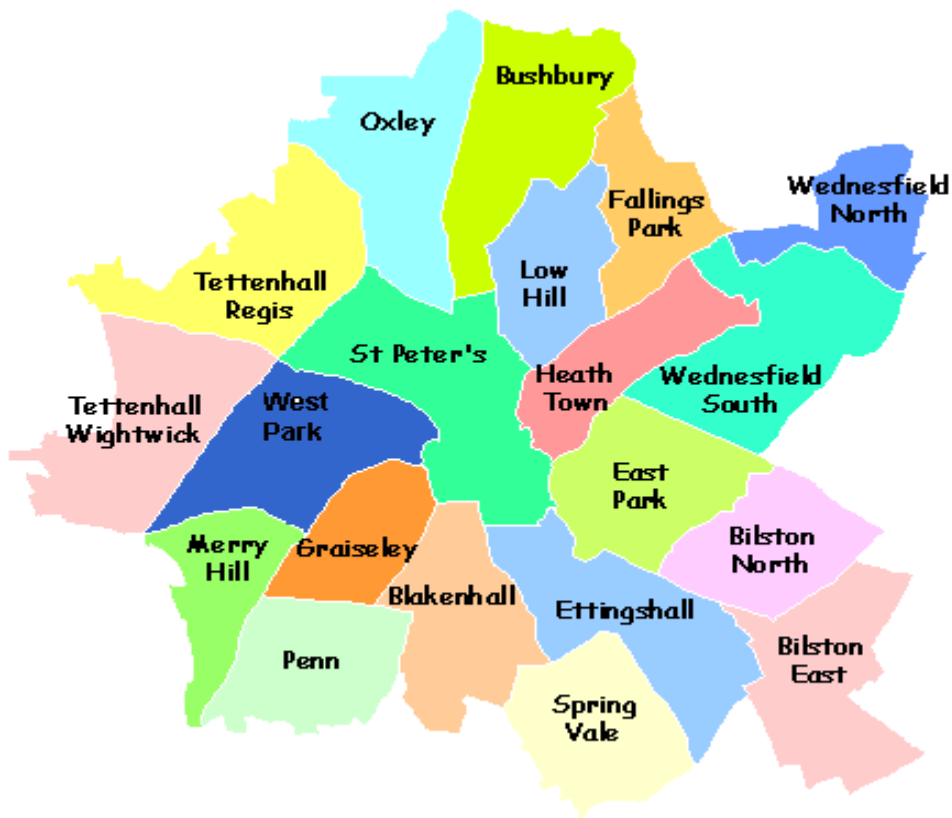 Bushbury
Oxley
Wednesfield
North
Fallings
Park
Low
Hill
Tettenhall
Regis
St Peter's
Heath
Town
Wednesfield
South
West
Park
Tettenhall
Wightwick
East
Park
Bilston
North
Merry
Hill
Graiseley
Blakenhall
Ettingshall
Penn
Bilston
East
Spring
Vale